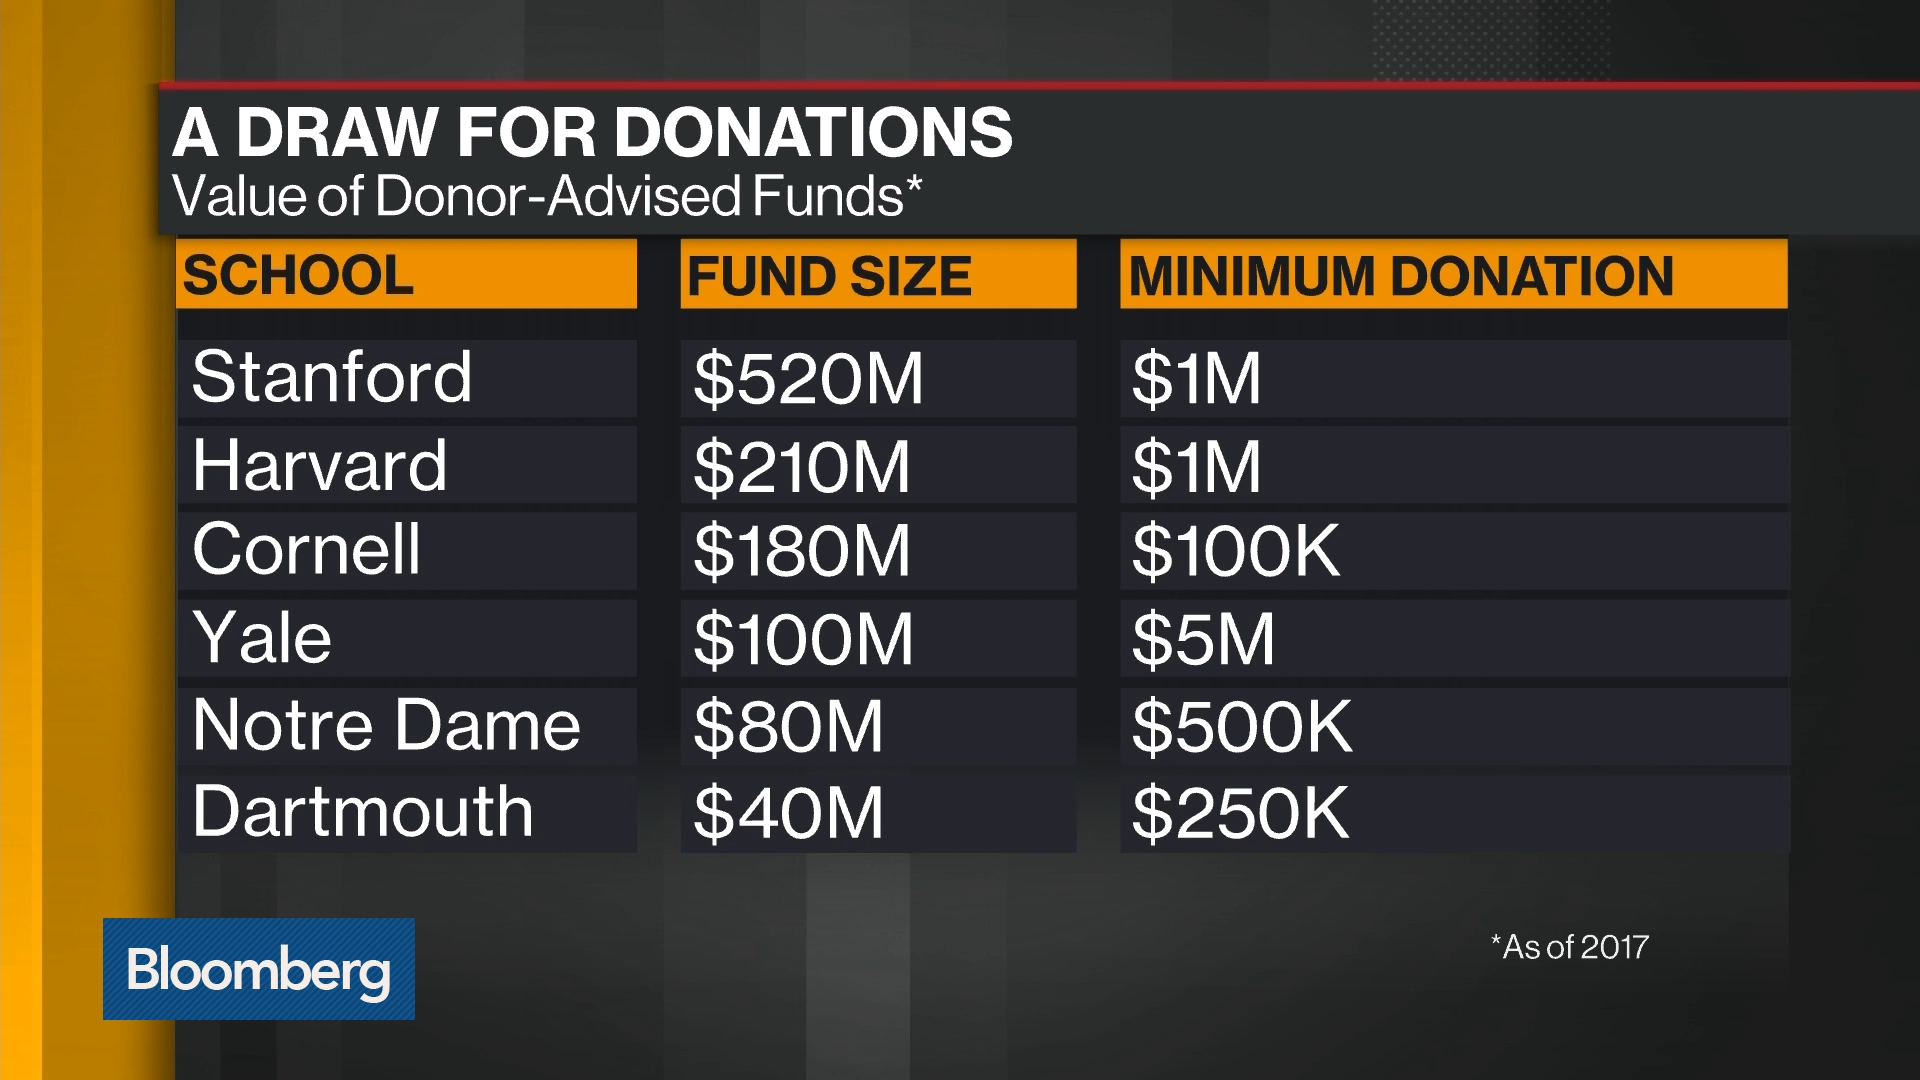 A DRAW FOR DONATIONS
Value of Donor-Advised Funds*
SCHOOL FUND SIZE MINIMUM DONATION
Stanford $520M $1M
Harvard $210M $1M
Cornell $180M $100K
Yale $100M $5M
Notre Dame $80M $500K
Dartmouth $40M $250K
*As of 2017
Bloomberg